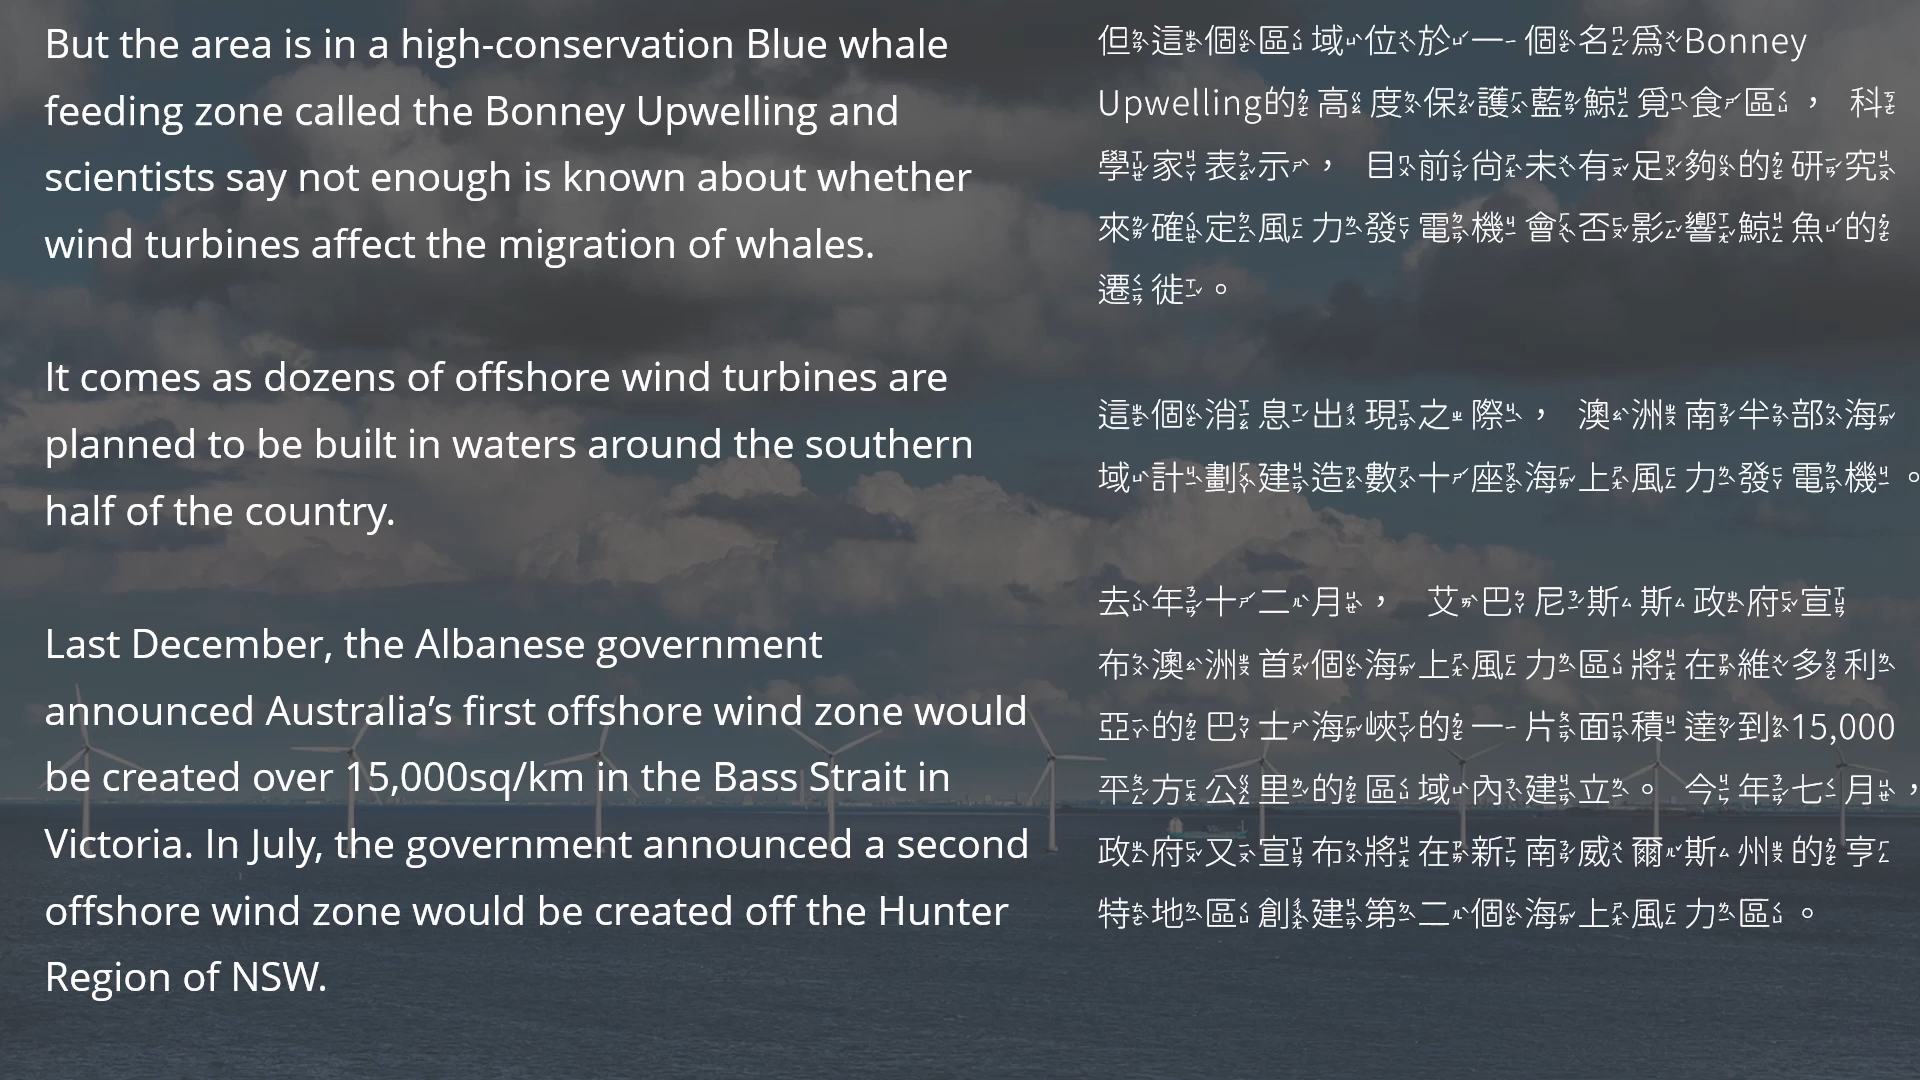 But the area is in a high-conservation Blue whale
feeding zone called the Bonney Upwelling and
scientists say not enough is known about whether
wind turbines affect the migration of whales.
It comes as dozens of offshore wind turbines are
planned to be built in waters around the southern
half of the country.
Last December, the Albanese government
announced Australia’s first offshore wind zone would
be created over 15,000sq/km in the Bass Strait in
Victoria. In July, the government announced a second
offshore wind zone would be created off the Hunter
Region of NSW.
但這個區域位於一個名爲Bonney
Upwelling的高度保護藍鯨覓食區， 科
學家表示， 目前尚未有足夠的研究
來確定風力發電機會否影響鯨魚的
遷徙。
這個消息出現之際， 澳洲南半部海
域計劃建造數十座海上風力發電機。
去年十二月， 艾巴尼斯斯政府宣
布澳洲首個海上風力區將在維多利
亞的巴士海峽的一片面積達到15,000
平方公里的區域內建立。 今年七月，
政府又宣布將在新南威爾斯州的亨
特地區創建第二個海上風力區。